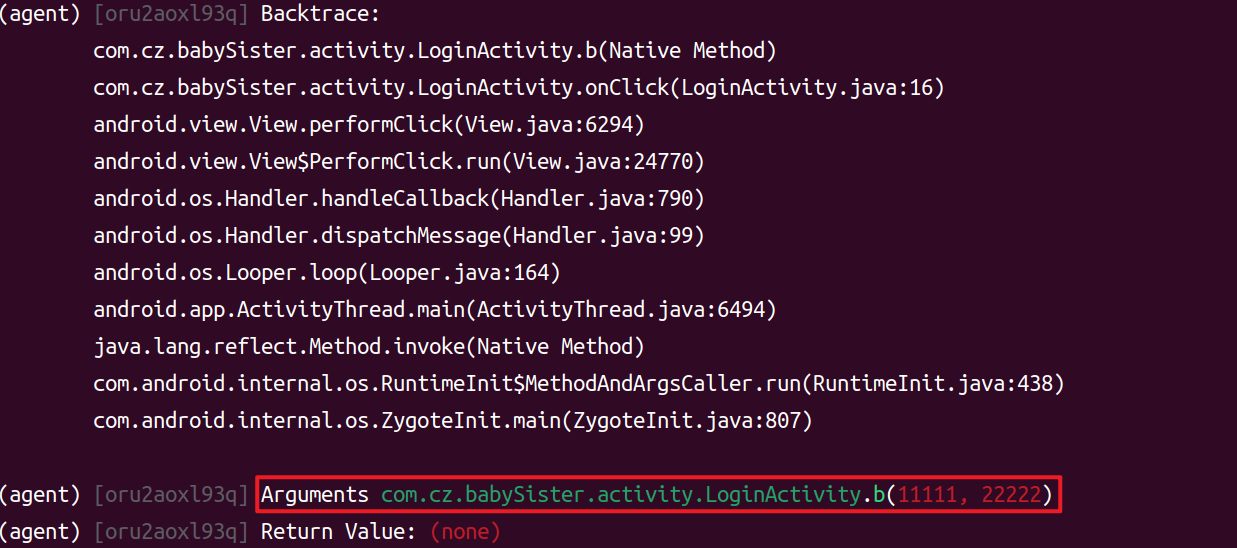 (agent) [oru2aoxl93q] Backtrace:
com.cz.babySister.activity.LoginActivity.b(Native Method)
com.cz.babySister.activity.LoginActivity.onClick(LoginActivity.java:16)
android.view.View.performClick(View.java:6294)
android.view.View$PerformClick.run(View.java:24770)
android.os.Handler.handleCallback(Handler.java:790)
android.os.Handler.dispatchMessage(Handler.java:99)
android.os.Looper.loop(Looper.java:164)
android.app.ActivityThread.main(ActivityThread.java:6494)
java.lang.reflect.Method.invoke(Native Method)
com.android.internal.os.RuntimeInit$MethodAndArgsCaller.run(RuntimeInit.java:438)
com.android.internal.os.ZygoteInit.main(ZygoteInit.java:807)
(agent) [oru2aoxl93q] Arguments com.cz.babySister.activity.LoginActivity.b(11111, 22222)
(agent) [oru2aoxl93q] Return Value: (none)